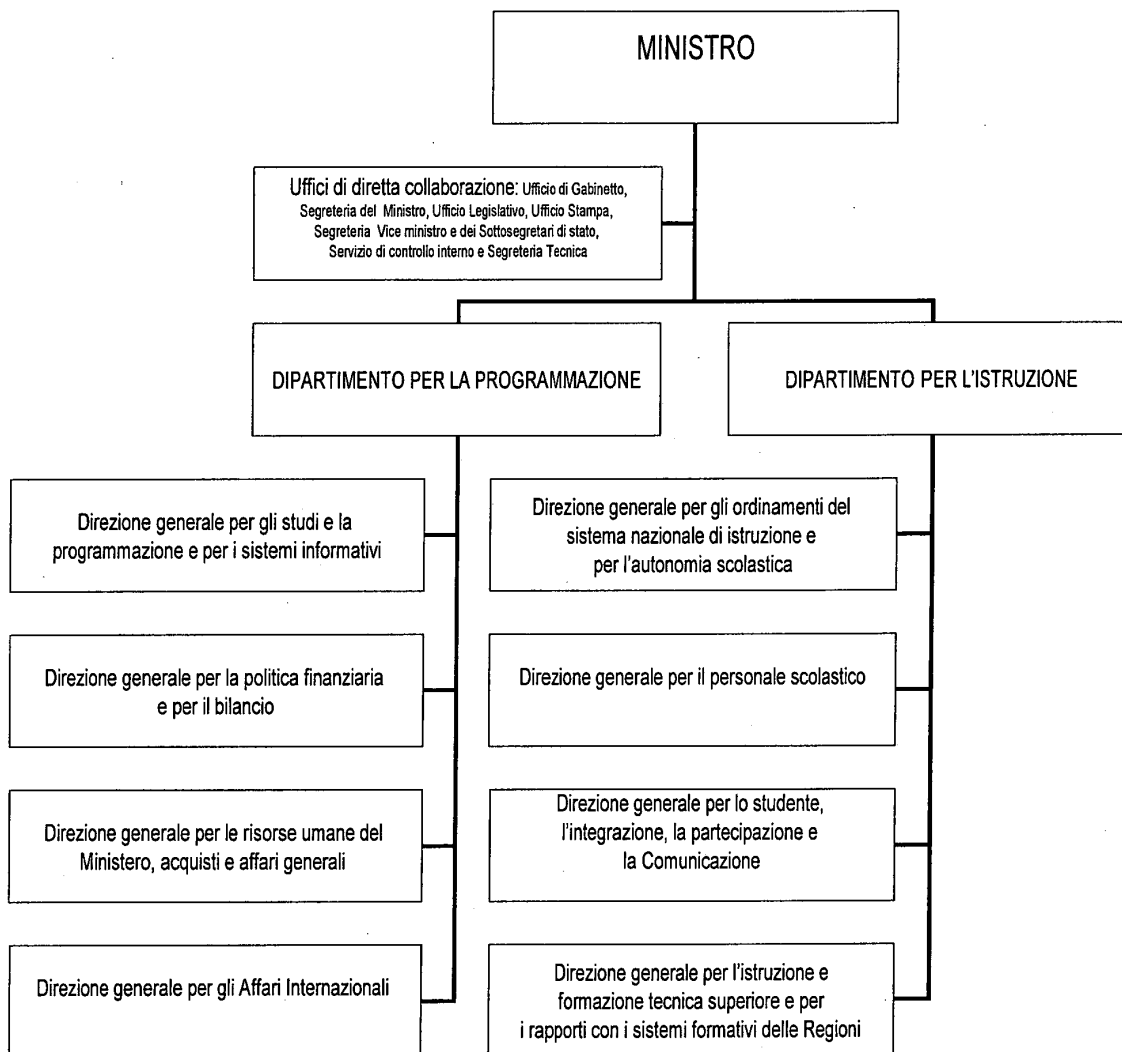 MINISTRO
Uffici di diretta collaborazione: Ufficio di Gabinetto,
Segreteria del Ministro, Ufficio Legislativo, Ufficio Stampa,
Segreteria Vice ministro e dei Sottosegretari di stato,
Servizio di controllo interno e Segreteria Tecnica
DIPARTIMENTO PER LA PROGRAMMAZIONE
DIPARTIMENTO PER L'ISTRUZIONE
Direzione generale per gli studi e la
programmazione e per i sistemi informativi
Direzione generale per la politica finanziaria
e per il bilancio
Direzione generale per le risorse umane del
Ministero, acquisti e affari generali
Direzione generale per gli Affari Internazionali
Direzione generale per gli ordinamenti del
sistema nazionale di istruzione e
per l'autonomia scolastica
Direzione generale per il personale scolastico
Direzione generale per lo studente,
l'integrazione, la partecipazione e
la Comunicazione
Direzione generale per l'istruzione e
formazione tecnica superiore e per
i rapporti con i sistemi formativi delle Regioni